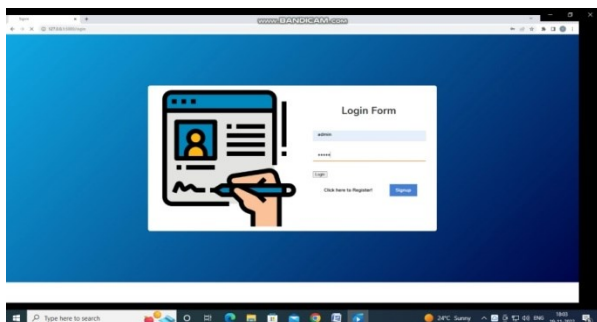 www.BANDICAM.com
Login Form
admin
Login
Click here to Register!
Signup
Type here to search
24°C Sunny
ENG